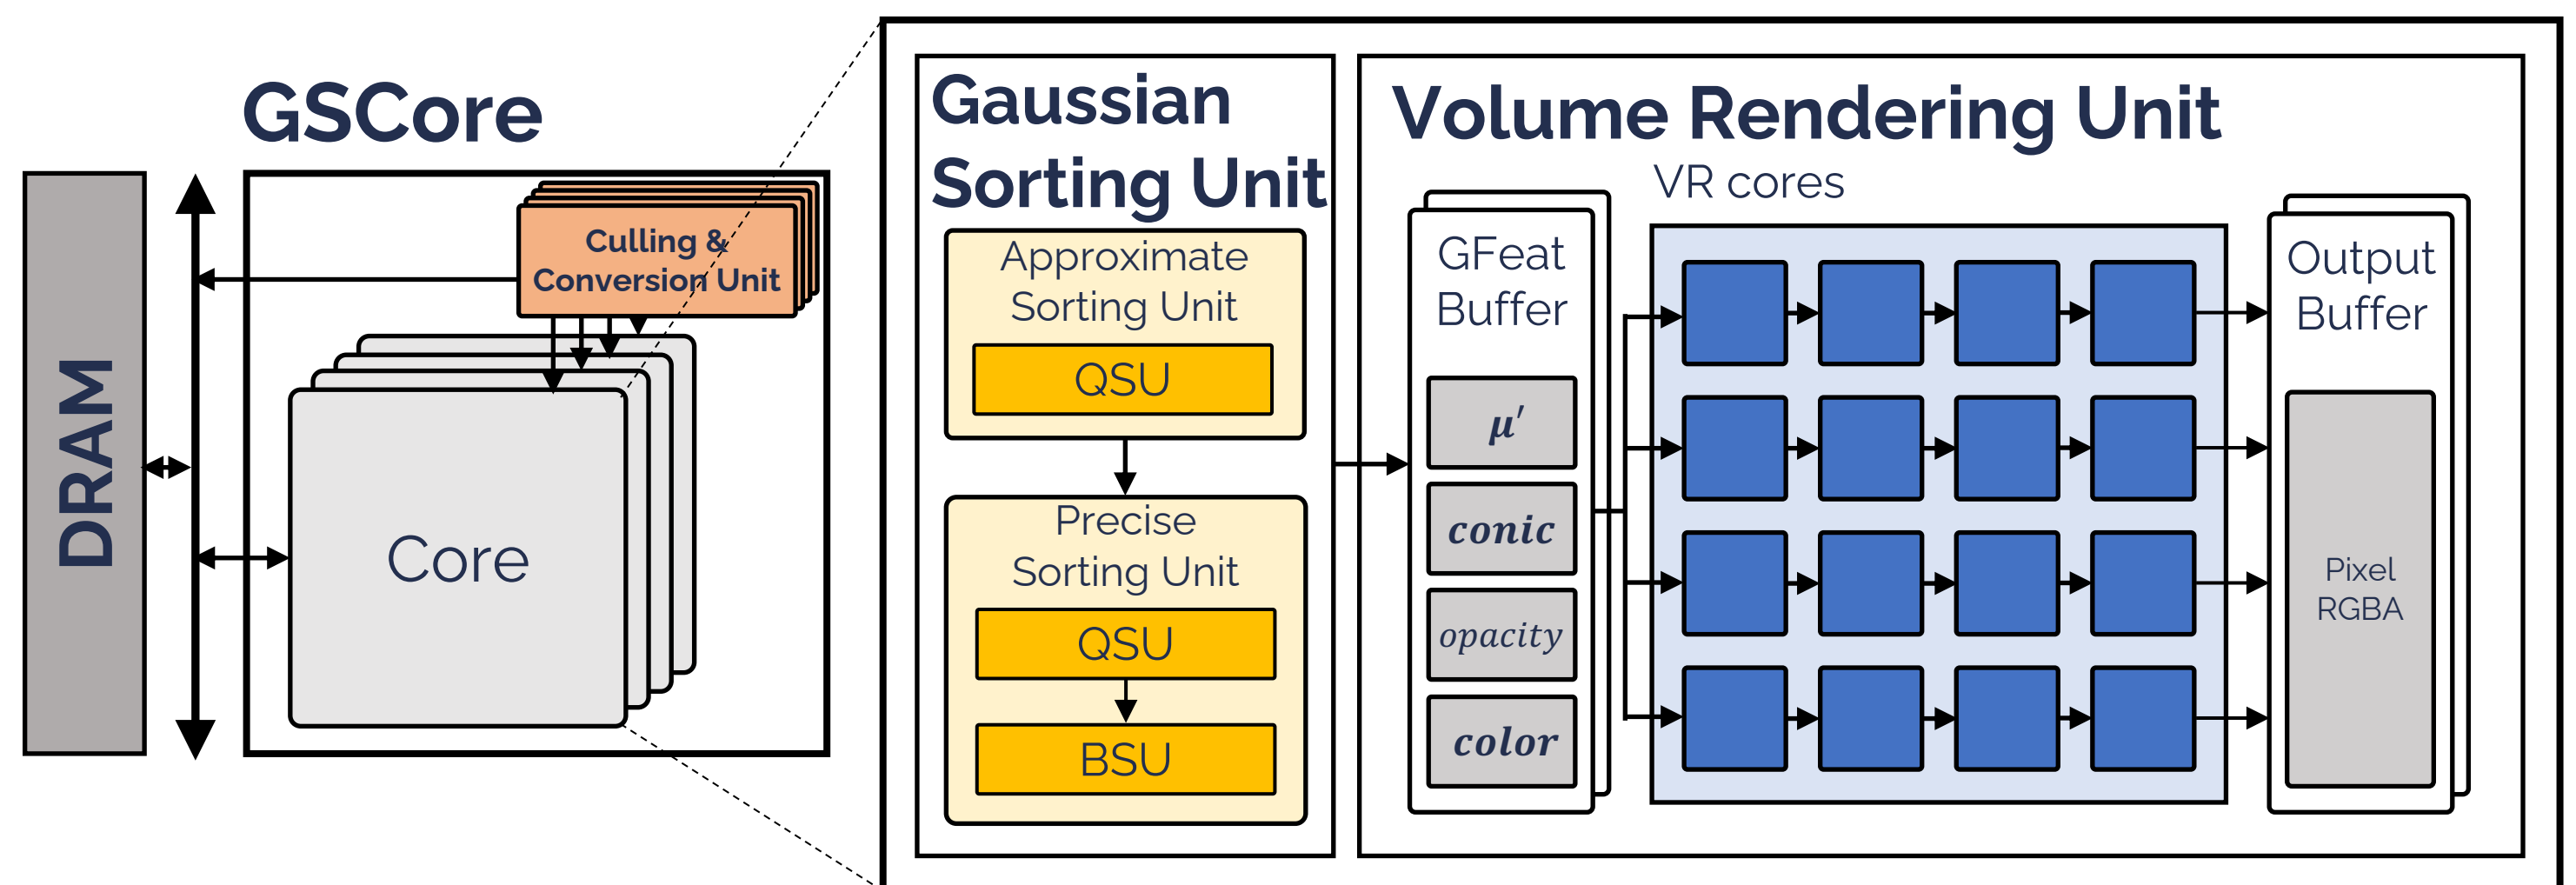 GSCore
DRAM
Culling &
Conversion Unit
Core
Gaussian
Sorting Unit
Approximate
Sorting Unit
QSU
Precise
Sorting Unit
QSU
BSU
Volume Rendering Unit
VR cores
GFeat
Buffer
μ′
conic
opacity
color
Output
Buffer
Pixel
RGBA